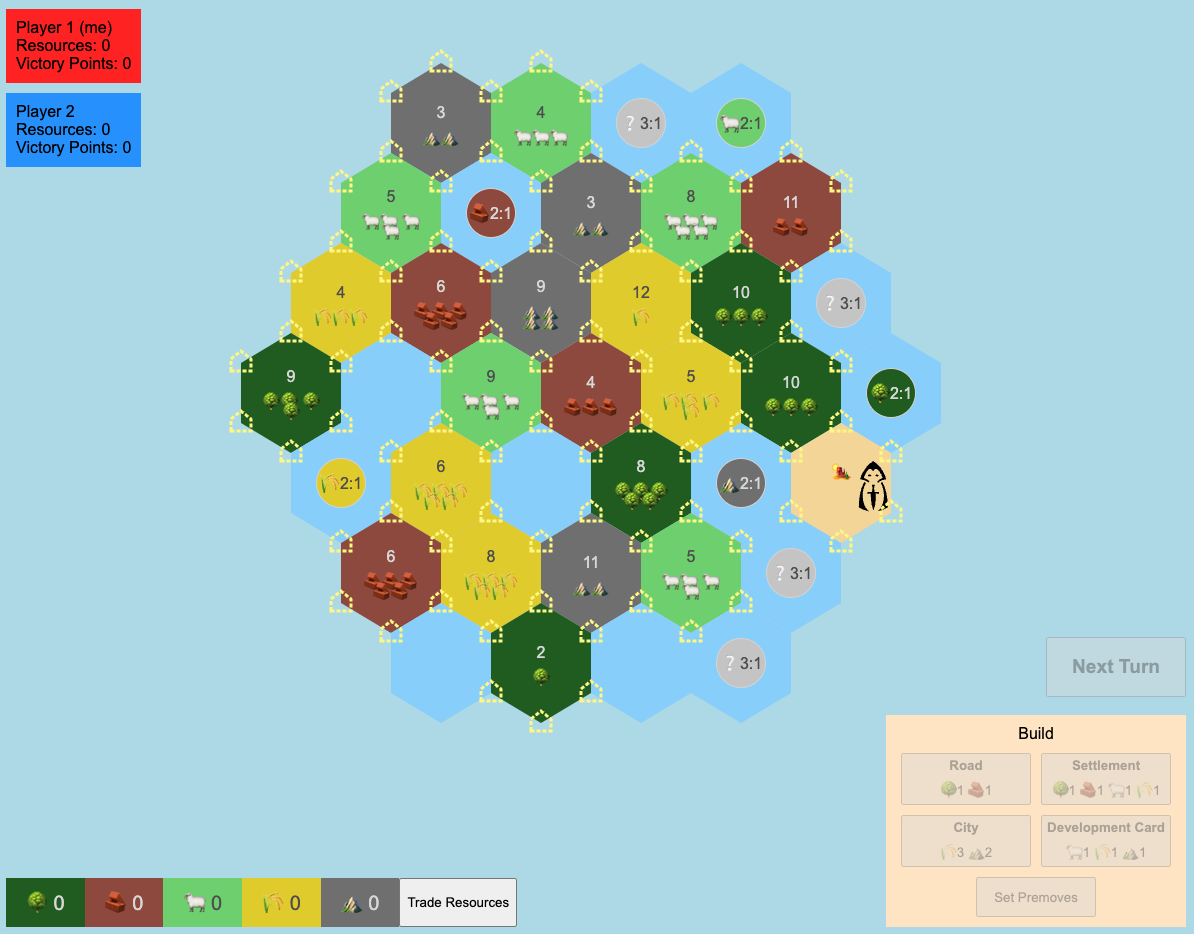 Player 1 (me)
Resources: 0
Victory Points: 0
Player 2
Resources: 0
Victory Points: 0
3
4
? 3:1
2:1
5
2:1
3
8
11
4
6
9
12
10
? 3:1
9
9
4
5
10
2:1
2:1
6
8
2:1
6
8
11
5
? 3:1
2
? 3:1
Next Turn
Build
Road
1 1
Settlement
1 1 1 1
City
3 2
Development Card
1 1 1
Set Premoves
0 0 0 0 0
Trade Resources